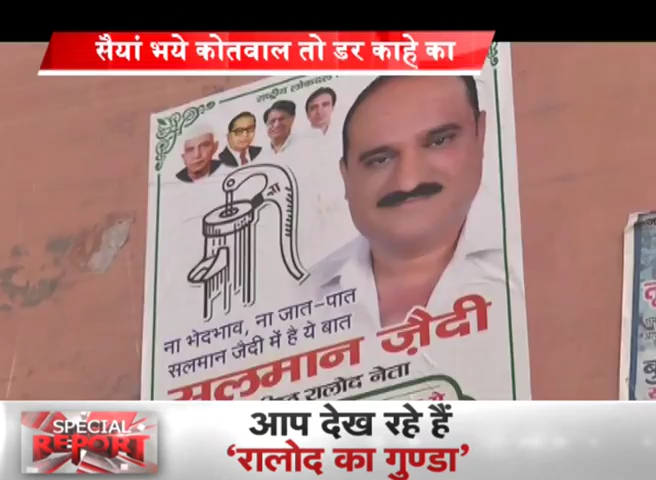 सैयां भये कोतवाल तो डर काहे का
राष्ट्रीय लोकदल
ना भेदभाव, ना जात-पात
सलमान जैदी में है ये बात
सलमान ज़ैदी
रालोद नेता
SPECIAL
REPORT
आप देख रहे हैं
‘रालोद का गुण्डा’